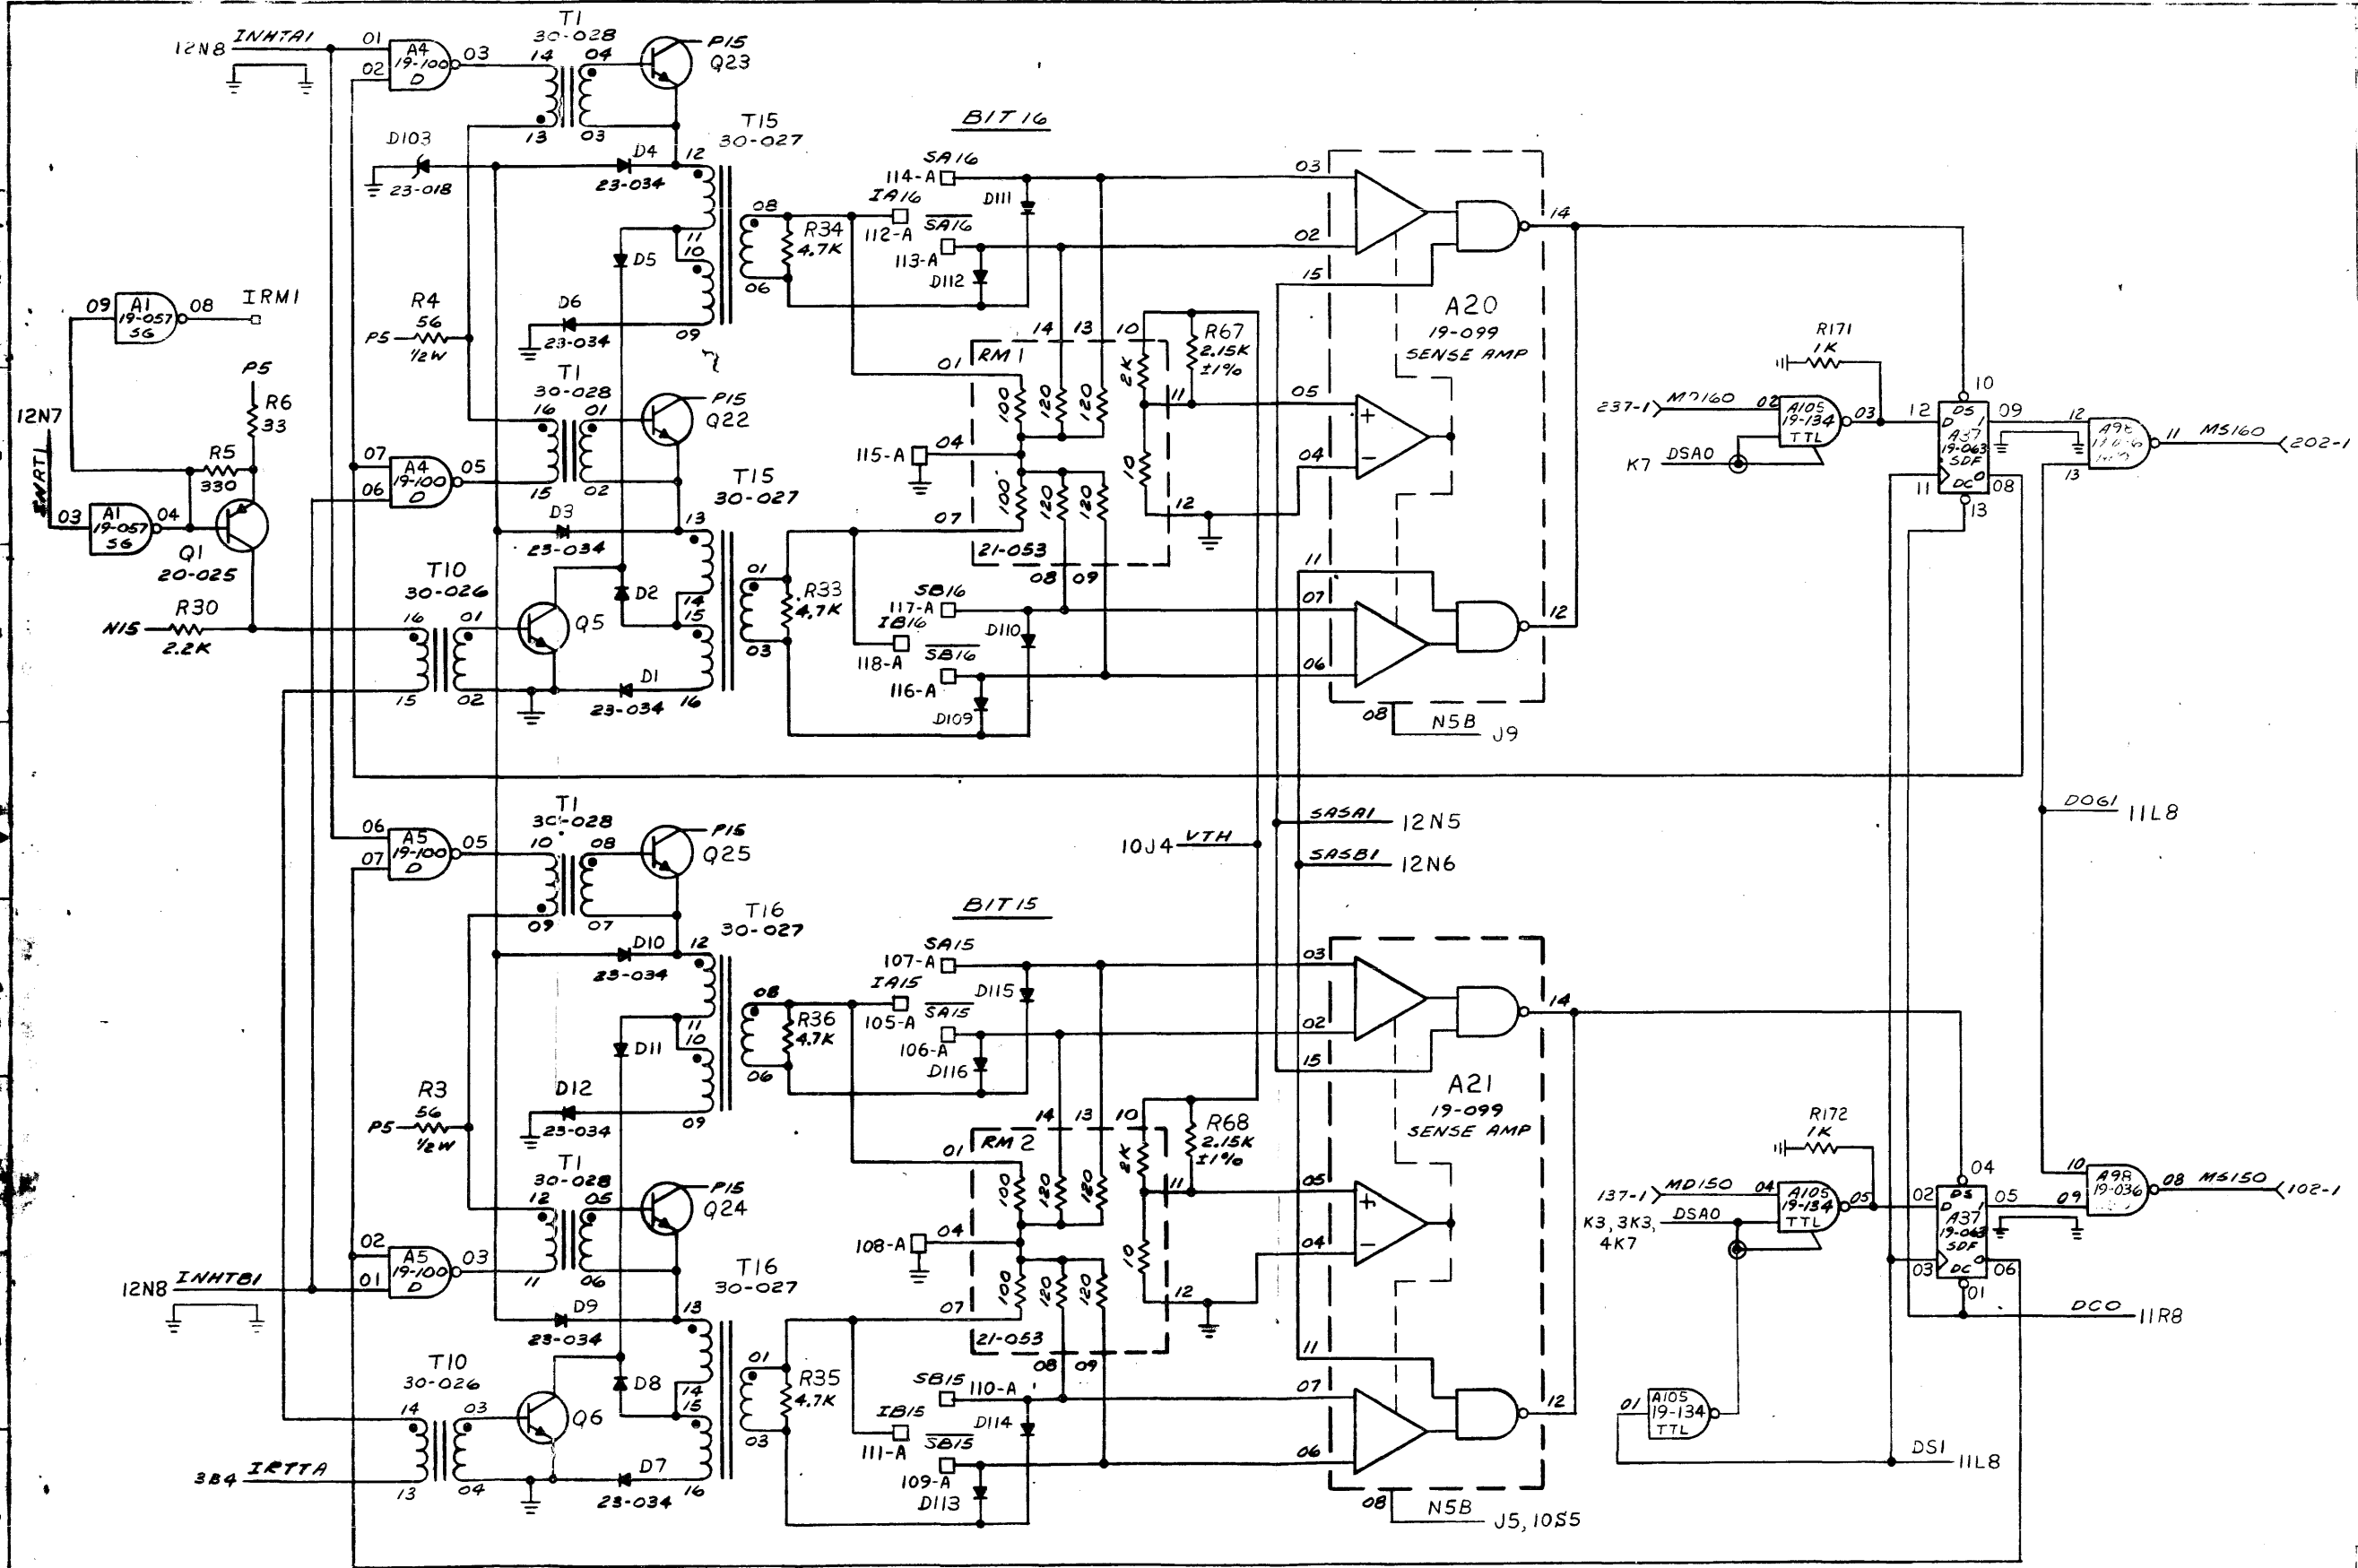 12N8 INHTA1
01
02
A4
19-100
D
03
T1
30-028
14
04
13
03
P15
Q23
D103
23-018
D4
23-034
T15
30-027
12
11
10
09
08
06
D5
D6
23-034
R34
4.7K
BIT 16
SA16
114-A
IA16
112-A
SA16
113-A
D111
D112
03
02
15
14
A20
19-099
SENSE AMP
09
A1
19-057
SG
08
IRM1
P5
R6
33
12N7
INRT1
R5
330
03
A1
19-057
SG
04
Q1
20-025
R30
2.2K
N15
R4
56
P5
1/2W
T1
30-028
16
01
15
02
P15
Q22
07
06
A4
19-100
D
05
D3
23-034
T15
30-027
13
14
15
16
01
03
D2
D1
23-034
T10
30-026
16
01
15
02
Q5
R33
4.7K
RM 1
01
14
13
10
100
120
120
2K
R67
2.15K
±1%
11
05
04
115-A
04
100
120
120
10
12
07
21-053
08
09
SB16
117-A
IB16
118-A
SB16
116-A
D110
D109
11
07
06
12
08
N5B
J9
R171
1K
237-1
MD160
02
A105
19-134
TTL
03
K7
DSA0
10
12
DS
D
1
09
A37
19-063
SDF
11
DC
0
08
13
12
13
11
MS160
202-1
DOG1
11L8
10J4
VTH
SASA1
12N5
SASB1
12N6
06
07
A5
19-100
D
05
T1
30-028
10
08
09
07
P15
Q25
D10
23-034
T16
30-027
12
11
10
09
08
06
D11
D12
23-034
R36
4.7K
BIT 15
SA15
107-A
IA15
105-A
SA15
106-A
D115
D116
03
02
15
14
A21
19-099
SENSE AMP
R3
56
P5
1/2W
T1
30-028
12
05
11
06
P15
Q24
02
01
A5
19-100
D
03
12N8 INHTB1
D9
23-034
T16
30-027
13
14
15
16
01
03
D8
D7
23-034
T10
30-026
14
03
13
04
Q6
3B4 IRTTA
R35
4.7K
RM 2
01
14
13
10
100
120
120
2K
R68
2.15K
±1%
11
05
04
108-A
04
100
120
120
10
12
07
21-053
08
09
SB15
110-A
IB15
111-A
SB15
109-A
D114
D113
11
07
06
12
08
N5B
J5, 10S5
R172
1K
137-1
MD150
04
A105
19-134
TTL
05
K3, 3K3,
4K7
DSA0
04
02
DS
D
1
05
A37
19-063
SDF
03
DC
0
06
01
10
09
A98
19-036
08
MS150
102-1
DC0
11R8
01
A105
19-134
TTL
DS1
11L8